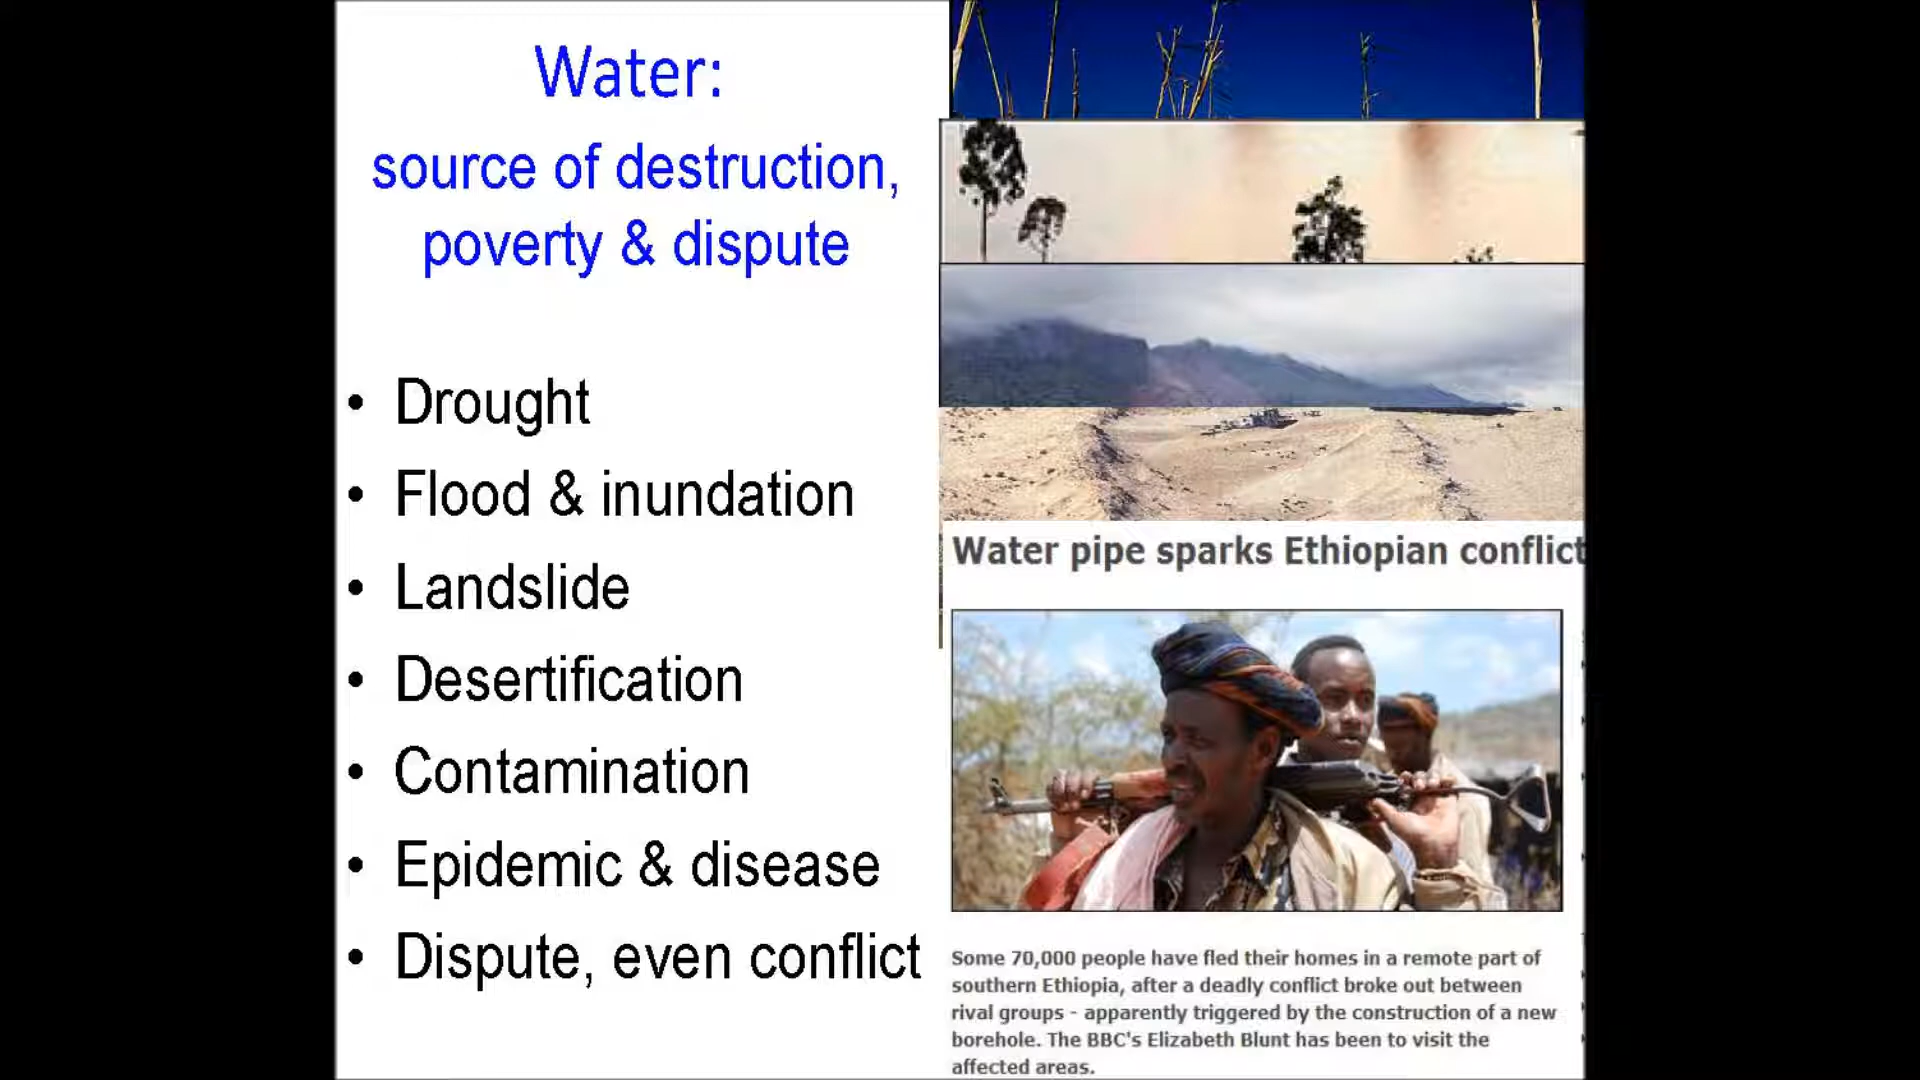 Water:
source of destruction,
poverty & dispute
• Drought
• Flood & inundation
• Landslide
• Desertification
• Contamination
• Epidemic & disease
• Dispute, even conflict
Water pipe sparks Ethiopian conflict
Some 70,000 people have fled their homes in a remote part of
southern Ethiopia, after a deadly conflict broke out between
rival groups - apparently triggered by the construction of a new
borehole. The BBC's Elizabeth Blunt has been to visit the
affected areas.